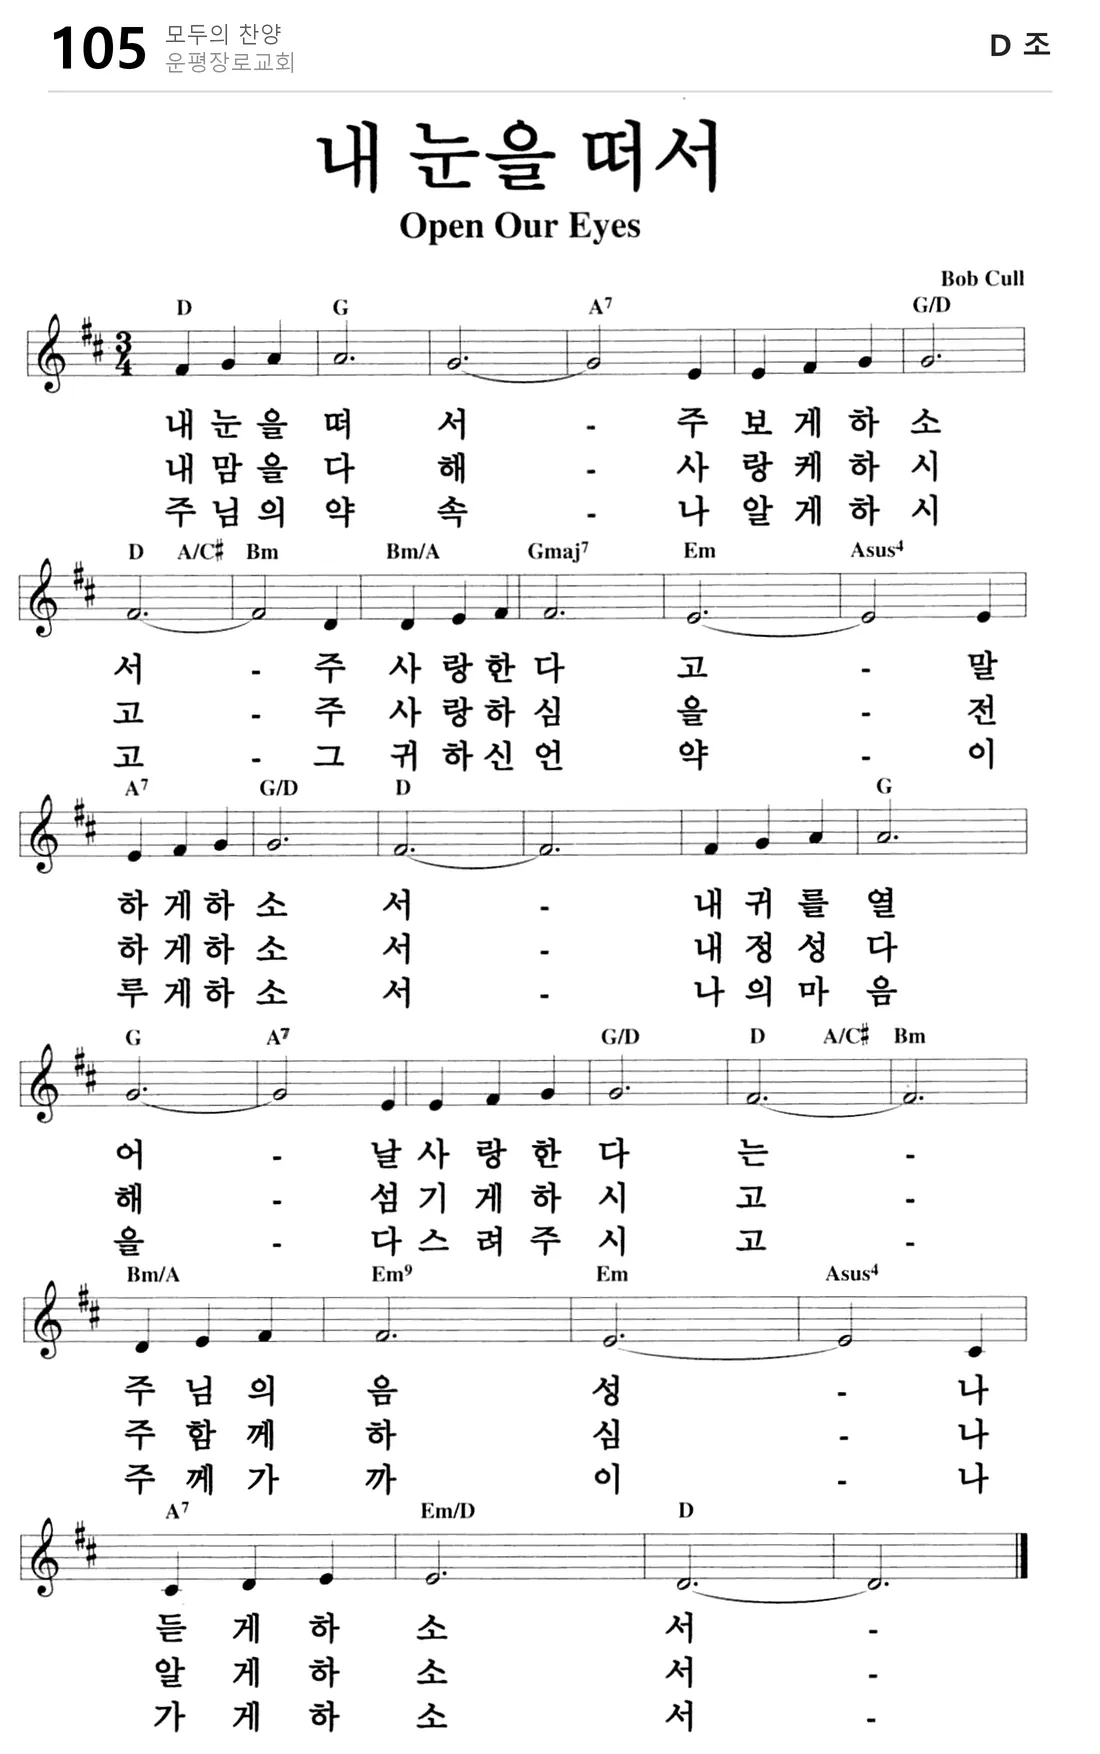 105 모두의 찬양
운평장로교회
D 조
내 눈을 떠서
Open Our Eyes
Bob Cull
D G A7 G/D
내 눈 을 떠 서 - 주 보 게 하 소
내 맘 을 다 해 - 사 랑 케 하 시
주 님 의 약 속 - 나 알 게 하 시
D A/C♯ Bm Bm/A Gmaj7 Em Asus4
서 - 주 사 랑 한 다 고 - 말
고 - 주 사 랑 하 심 을 - 전
고 - 그 귀 하 신 언 약 - 이
A7 G/D D G
하 게 하 소 서 - 내 귀 를 열
하 게 하 소 서 - 내 정 성 다
루 게 하 소 서 - 나 의 마 음
G A7 G/D D A/C♯ Bm
어 - 날 사 랑 한 다 는 -
해 - 섬 기 게 하 시 고 -
을 - 다 스 려 주 시 고 -
Bm/A Em9 Em Asus4
주 님 의 음 성 - 나
주 함 께 하 심 - 나
주 께 가 까 이 - 나
A7 Em/D D
듣 게 하 소 서 -
알 게 하 소 서 -
가 게 하 소 서 -